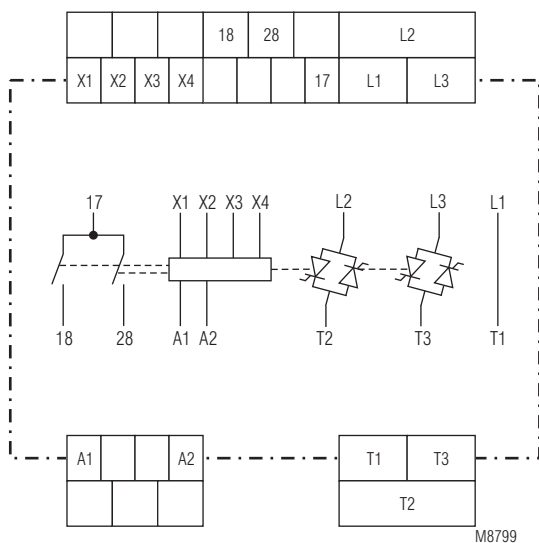 18 28 L2
X1 X2 X3 X4 17 L1 L3
17 X1 X2 X3 X4 L2 L3 L1
18 28 A1 A2 T2 T3 T1
A1 A2 T1 T3
T2
M8799